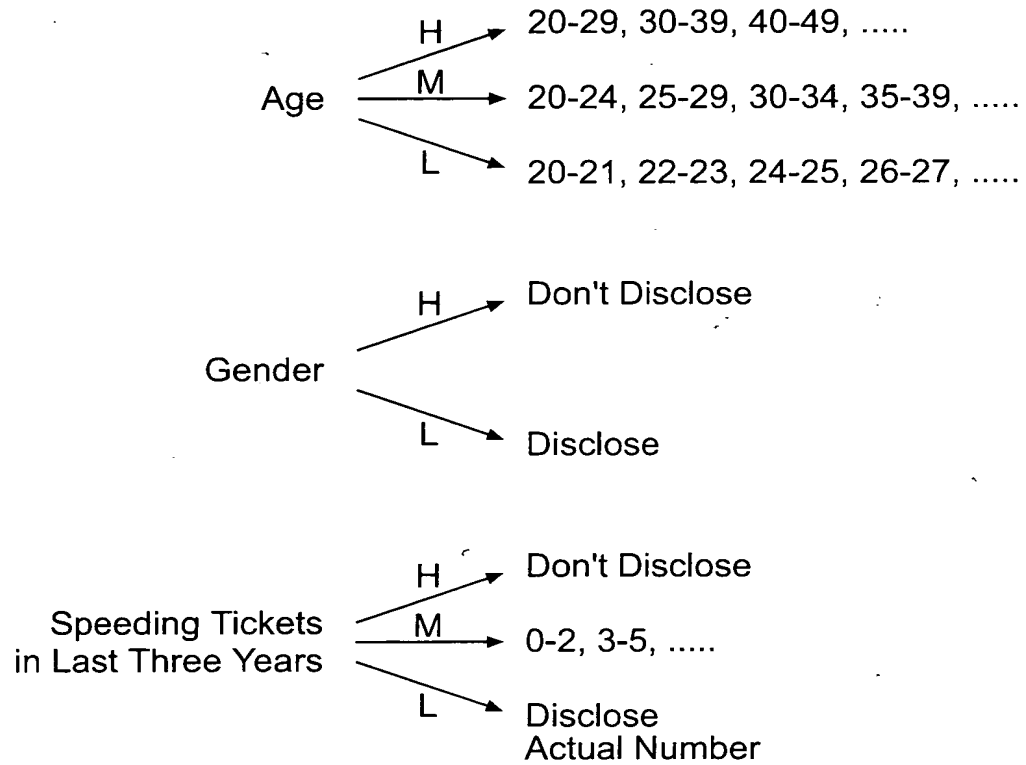 H 20-29, 30-39, 40-49, .....
Age M 20-24, 25-29, 30-34, 35-39, .....
L 20-21, 22-23, 24-25, 26-27, .....
H Don't Disclose
Gender
L Disclose
H Don't Disclose
Speeding Tickets M 0-2, 3-5, .....
in Last Three Years
L Disclose
Actual Number